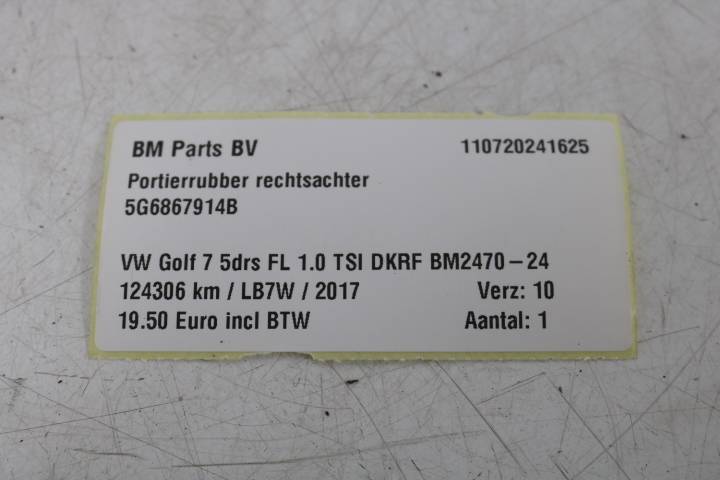 BM Parts BV 110720241625
Portierrubber rechtsachter
5G6867914B
VW Golf 7 5drs FL 1.0 TSI DKRF BM2470-24
124306 km / LB7W / 2017 Verz: 10
19.50 Euro incl BTW Aantal: 1